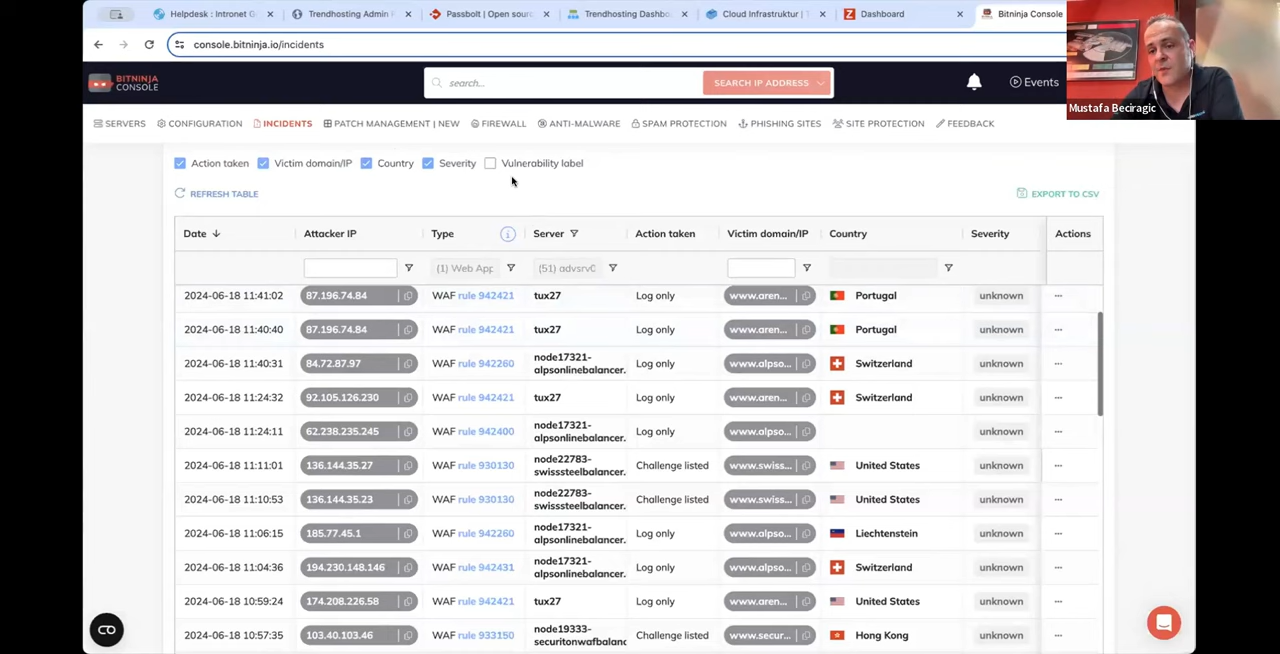 Helpdesk : Intranet G
Trendhosting Admin P
Passbolt | Open sourc
Trendhosting Dashbo
Cloud Infrastruktur | T
Dashboard
Bitninja Console
console.bitninja.io/incidents
Mustafa Beciragic
BITNINJA
CONSOLE
search...
SEARCH IP ADDRESS
Events
SERVERS CONFIGURATION INCIDENTS PATCH MANAGEMENT | NEW FIREWALL ANTI-MALWARE SPAM PROTECTION PHISHING SITES SITE PROTECTION FEEDBACK
Action taken Victim domain/IP Country Severity Vulnerability label
REFRESH TABLE EXPORT TO CSV
Date Attacker IP Type Server Action taken Victim domain/IP Country Severity Actions
(1) Web App (51) advsrv0
2024-06-18 11:41:02 87.196.74.84 WAF rule 942421 tux27 Log only www.aren... Portugal unknown ...
2024-06-18 11:40:40 87.196.74.84 WAF rule 942421 tux27 Log only www.aren... Portugal unknown ...
2024-06-18 11:40:31 84.72.87.97 WAF rule 942260 node17321-alpsonlinebalancer. Log only www.alpso... Switzerland unknown ...
2024-06-18 11:24:32 92.105.126.230 WAF rule 942421 tux27 Log only www.aren... Switzerland unknown ...
2024-06-18 11:24:11 62.238.235.245 WAF rule 942400 node17321-alpsonlinebalancer. Log only www.alpso... unknown ...
2024-06-18 11:11:01 136.144.35.27 WAF rule 930130 node22783-swisssteelbalancer. Challenge listed www.swiss... United States unknown ...
2024-06-18 11:10:53 136.144.35.23 WAF rule 930130 node22783-swisssteelbalancer. Challenge listed www.swiss... United States unknown ...
2024-06-18 11:06:15 185.77.45.1 WAF rule 942260 node17321-alpsonlinebalancer. Log only www.alpso... Liechtenstein unknown ...
2024-06-18 11:04:36 194.230.148.146 WAF rule 942431 node17321-alpsonlinebalancer. Log only www.alpso... Switzerland unknown ...
2024-06-18 10:59:24 174.208.226.58 WAF rule 942421 tux27 Log only www.aren... United States unknown ...
2024-06-18 10:57:35 103.40.103.46 WAF rule 933150 node19333-securitonwafbalanc Challenge listed www.secur... Hong Kong unknown ...